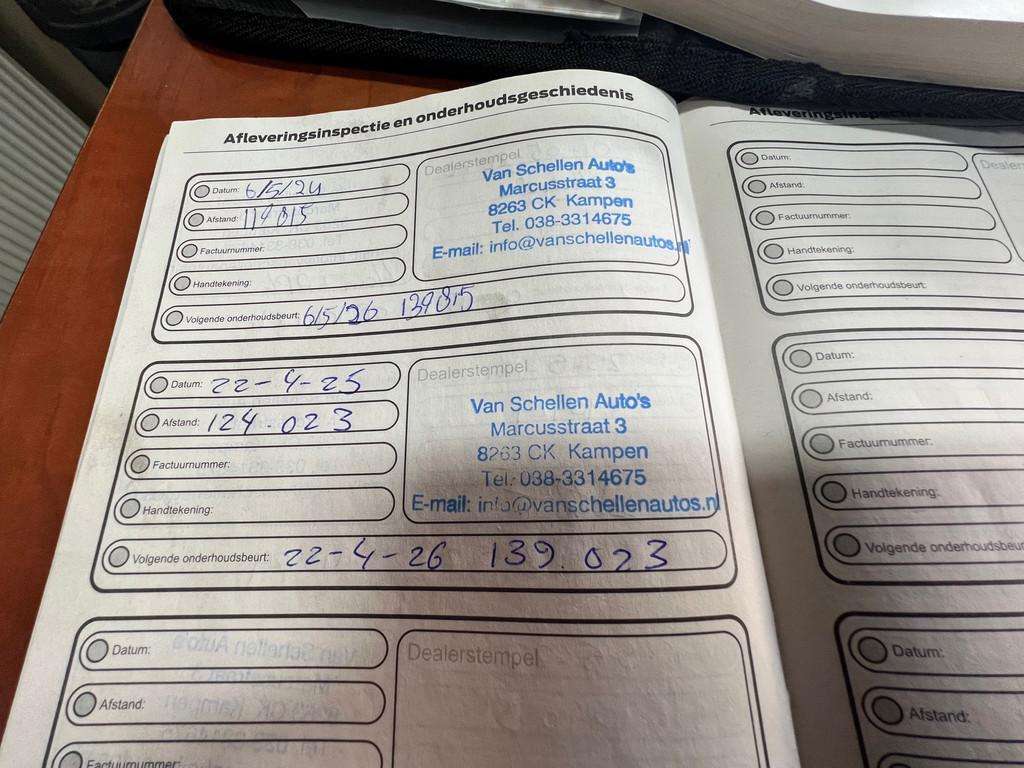 Afleveringsinspectie en onderhoudsgeschiedenis
Datum: 6/5/24
Afstand: 119815
Factuurnummer:
Handtekening:
Volgende onderhoudsbeurt: 6/5/26 139815
Dealerstempel
Van Schellen Auto's
Marcusstraat 3
8263 CK Kampen
Tel. 038-3314675
E-mail: info@vanschellenautos.nl
Datum: 22-4-25
Afstand: 124.023
Factuurnummer:
Handtekening:
Volgende onderhoudsbeurt: 22-4-26 139.023
Dealerstempel
Van Schellen Auto's
Marcusstraat 3
8263 CK Kampen
Tel. 038-3314675
E-mail: info@vanschellenautos.nl
Datum:
Afstand:
Factuurnummer:
Dealerstempel
Afleveringsinspectie
Datum:
Afstand:
Factuurnummer:
Handtekening:
Volgende onderhoudsbeurt:
Dealer
Datum:
Afstand:
Factuurnummer:
Handtekening:
Volgende onderhoudsbeur
Datum:
Afstand: